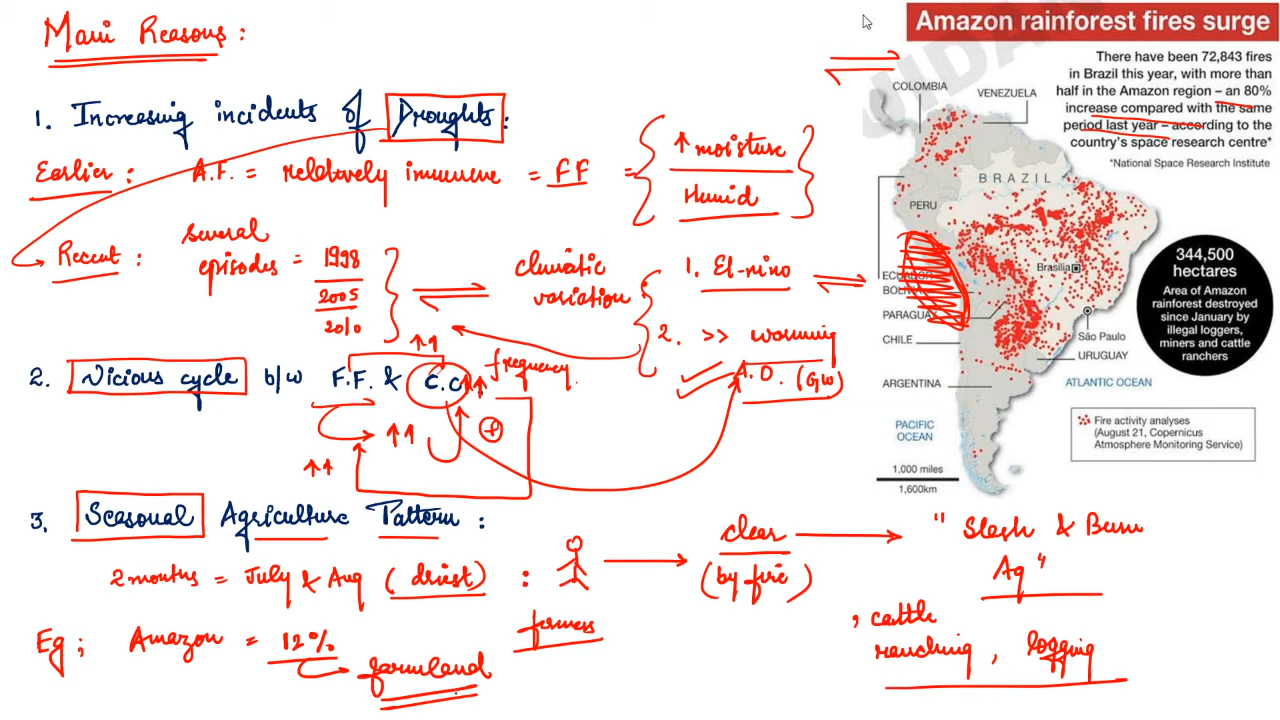 Main Reasons :
1. Increasing incidents of Droughts :
Earlier : A.F. = relatively immune = FF = { ↑ moisture
Humid }
Recent : several episodes = 1998
2005
2010
climatic variation
1. El-nino
2. >> warming
A.O. (GW)
2. Vicious cycle b/w F.F. & C.C ↑↑ frequency
↑↑
↑↑
↑↑
+
3. Seasonal Agriculture Pattern :
2 months = July & Aug (driest) :
farmers
clear
(by fire)
"Slash & Burn
Ag"
, cattle
ranching, logging
Eg ; Amazon = 12%
farmland
Amazon rainforest fires surge
There have been 72,843 fires
in Brazil this year, with more than
half in the Amazon region – an 80%
increase compared with the same
period last year – according to the
country's space research centre*
*National Space Research Institute
COLOMBIA
VENEZUELA
BRAZIL
PERU
ECUADOR
BOLIVIA
PARAGUAY
CHILE
ARGENTINA
Brasilia
São Paulo
URUGUAY
ATLANTIC OCEAN
PACIFIC
OCEAN
344,500
hectares
Area of Amazon
rainforest destroyed
since January by
illegal loggers,
miners and cattle
ranchers
Fire activity analyses
(August 21, Copernicus
Atmosphere Monitoring Service)
1,000 miles
1,600km